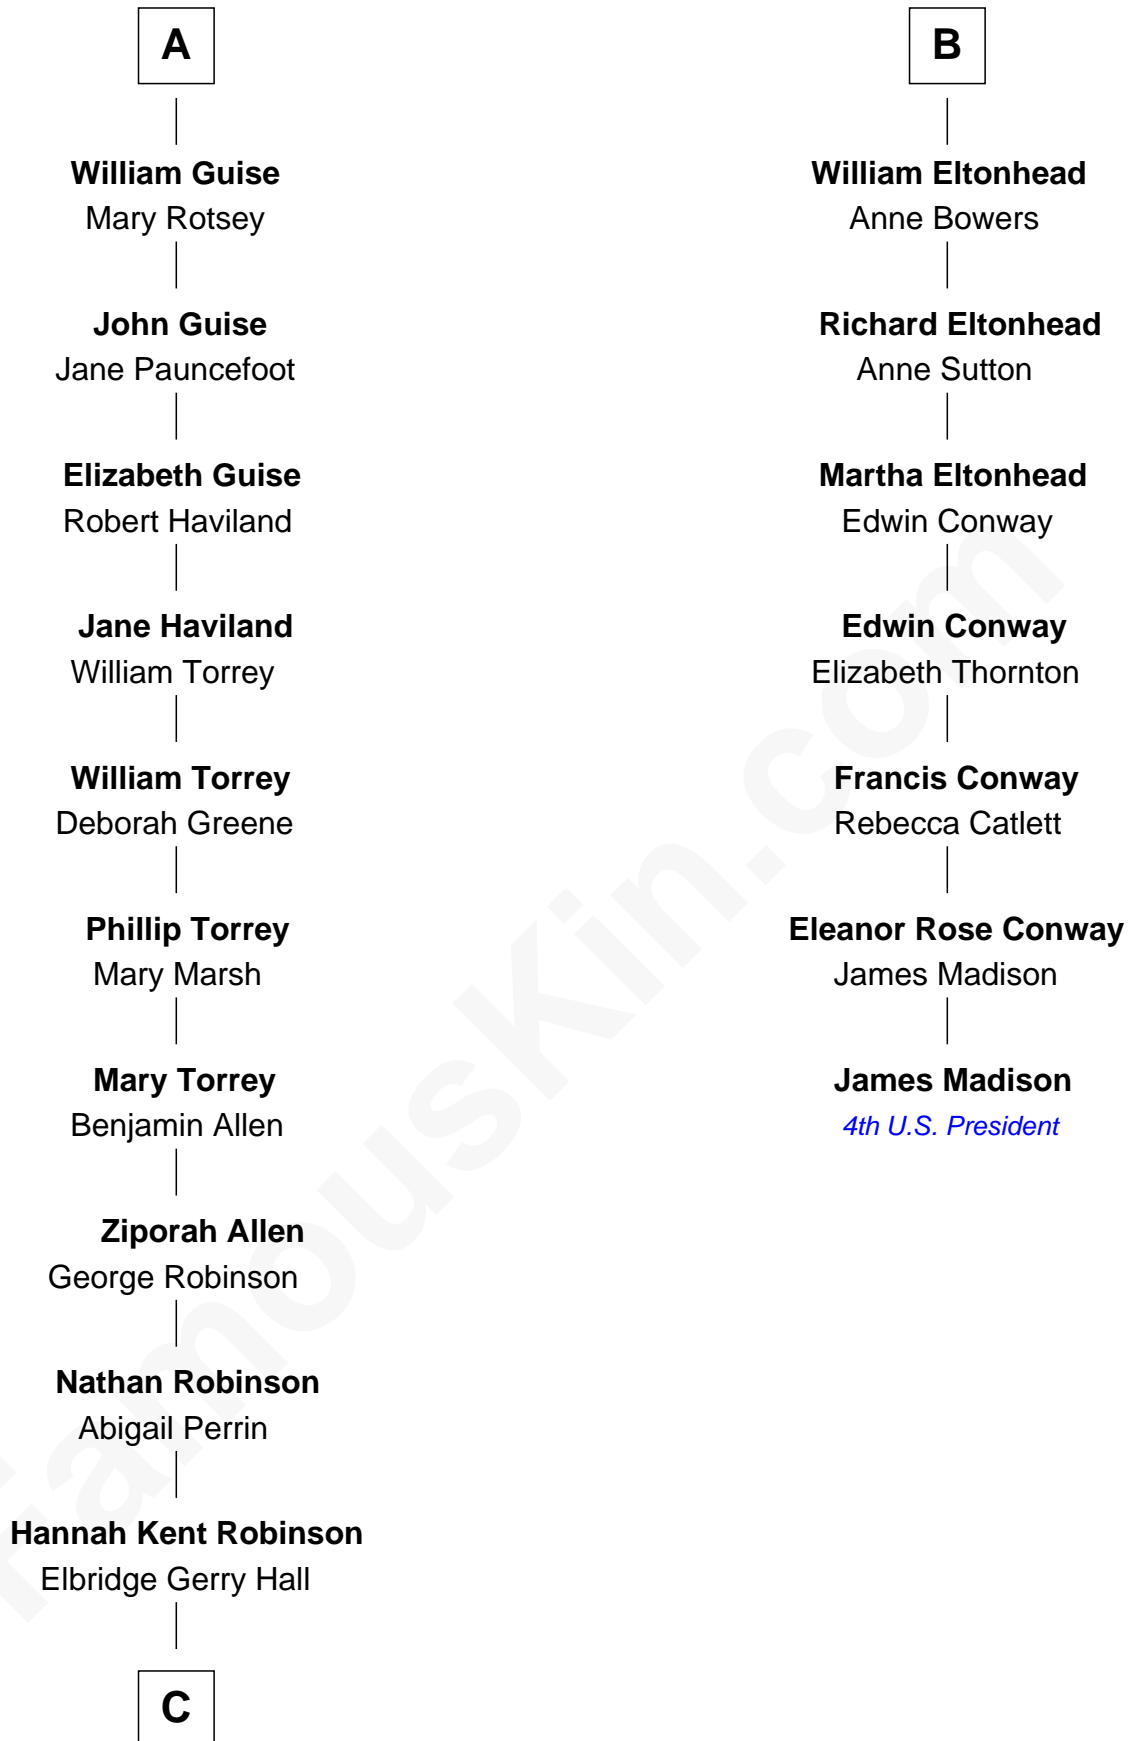 A
William Guise
Mary Rotsey
John Guise
Jane Pauncefoot
Elizabeth Guise
Robert Haviland
Jane Haviland
William Torrey
William Torrey
Deborah Greene
Phillip Torrey
Mary Marsh
Mary Torrey
Benjamin Allen
Ziporah Allen
George Robinson
Nathan Robinson
Abigail Perrin
Hannah Kent Robinson
Elbridge Gerry Hall
C
B
William Eltonhead
Anne Bowers
Richard Eltonhead
Anne Sutton
Martha Eltonhead
Edwin Conway
Edwin Conway
Elizabeth Thornton
Francis Conway
Rebecca Catlett
Eleanor Rose Conway
James Madison
James Madison
4th U.S. President
FamousKin.com